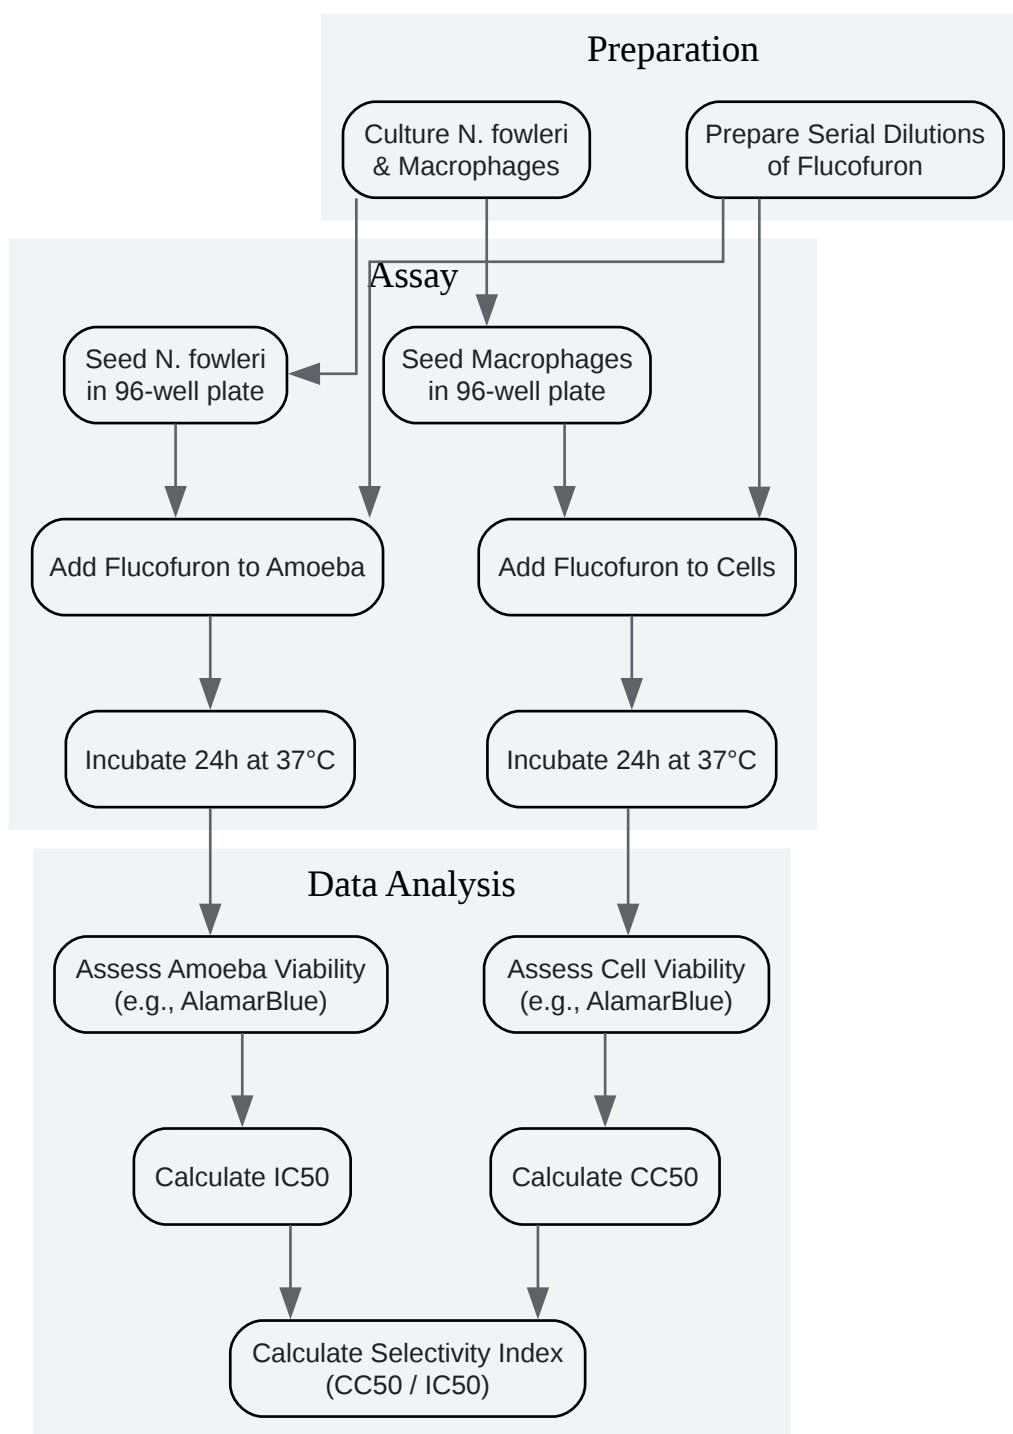 Preparation
Culture N. fowleri
& Macrophages
Prepare Serial Dilutions
of Flucofuron
Assay
Seed N. fowleri
in 96-well plate
Seed Macrophages
in 96-well plate
Add Flucofuron to Amoeba
Add Flucofuron to Cells
Incubate 24h at 37°C
Incubate 24h at 37°C
Data Analysis
Assess Amoeba Viability
(e.g., AlamarBlue)
Assess Cell Viability
(e.g., AlamarBlue)
Calculate IC50
Calculate CC50
Calculate Selectivity Index
(CC50 / IC50)